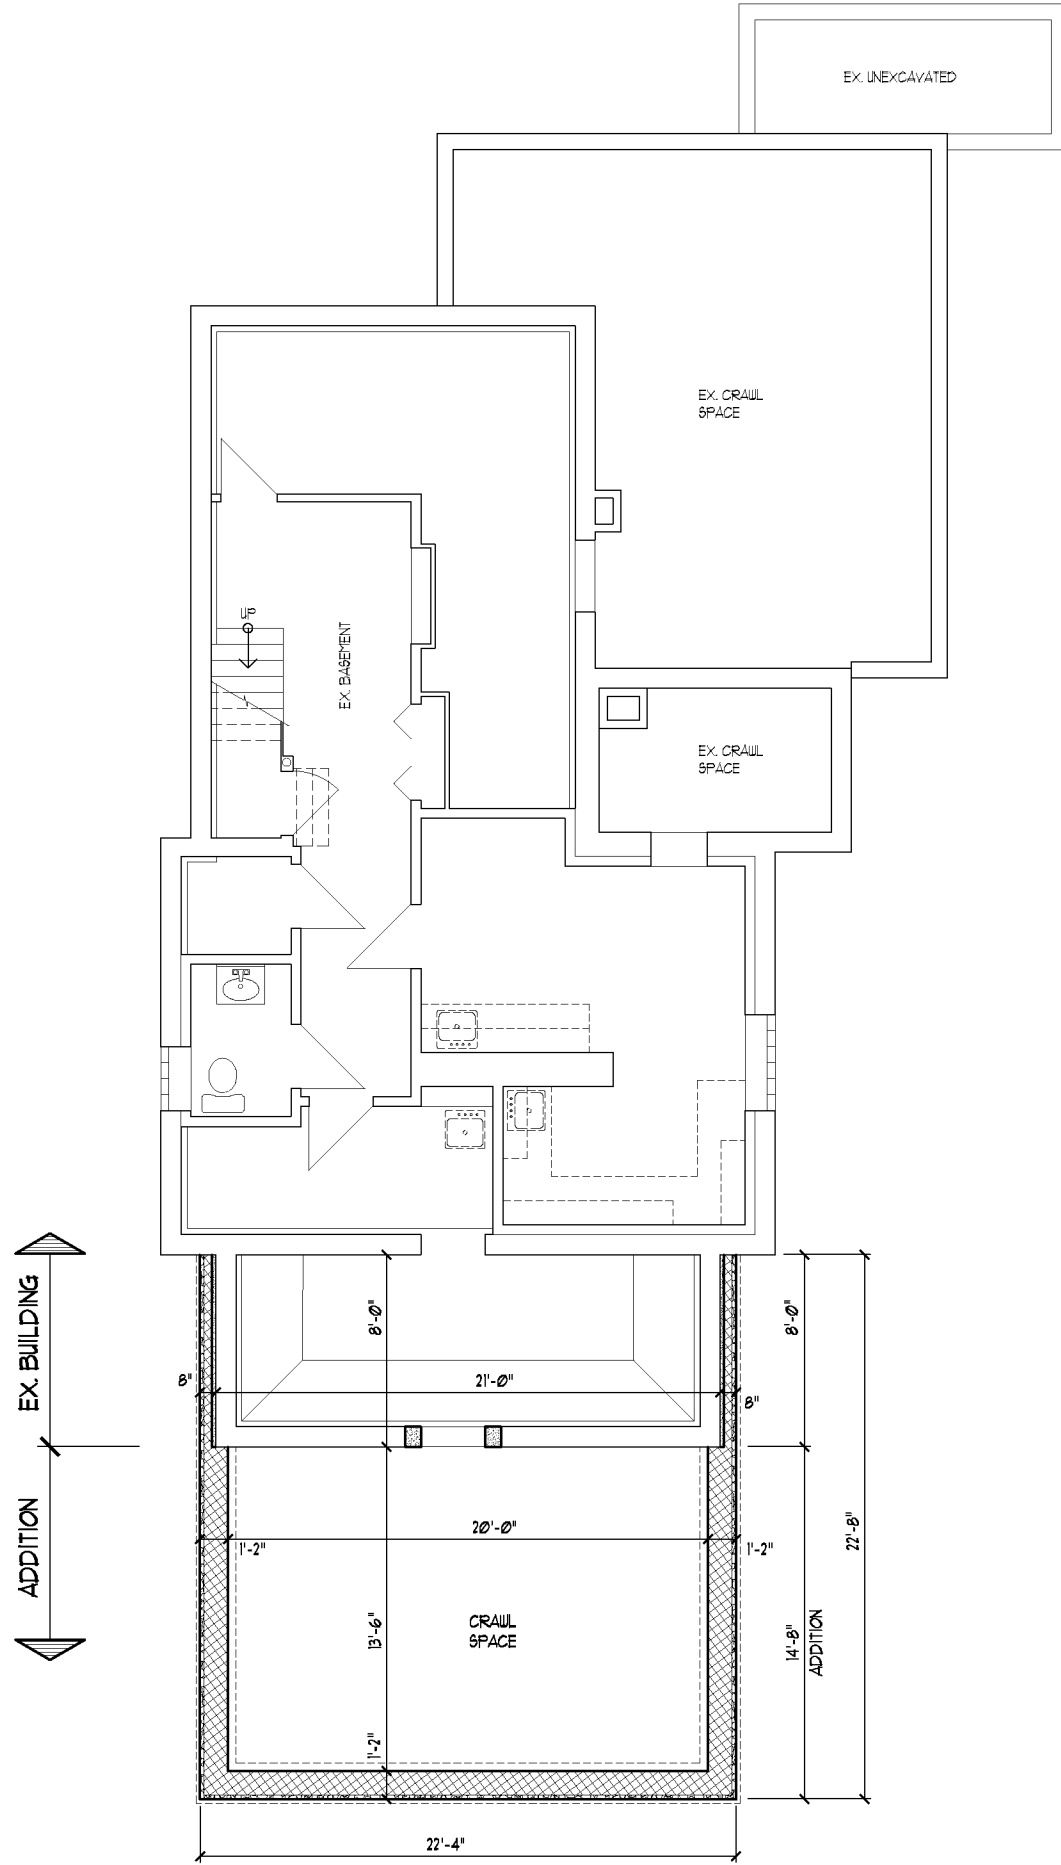 EX. UNEXCAVATED
EX. CRAWL
SPACE
UP
EX. BASEMENT
EX. CRAWL
SPACE
EX. BUILDING
8'-0"
8'-0"
8"
21'-0"
8"
ADDITION
20'-0"
1'-2"
1'-2"
22'-8"
CRAWL
SPACE
13'-6"
14'-8"
ADDITION
1'-2"
22'-4"